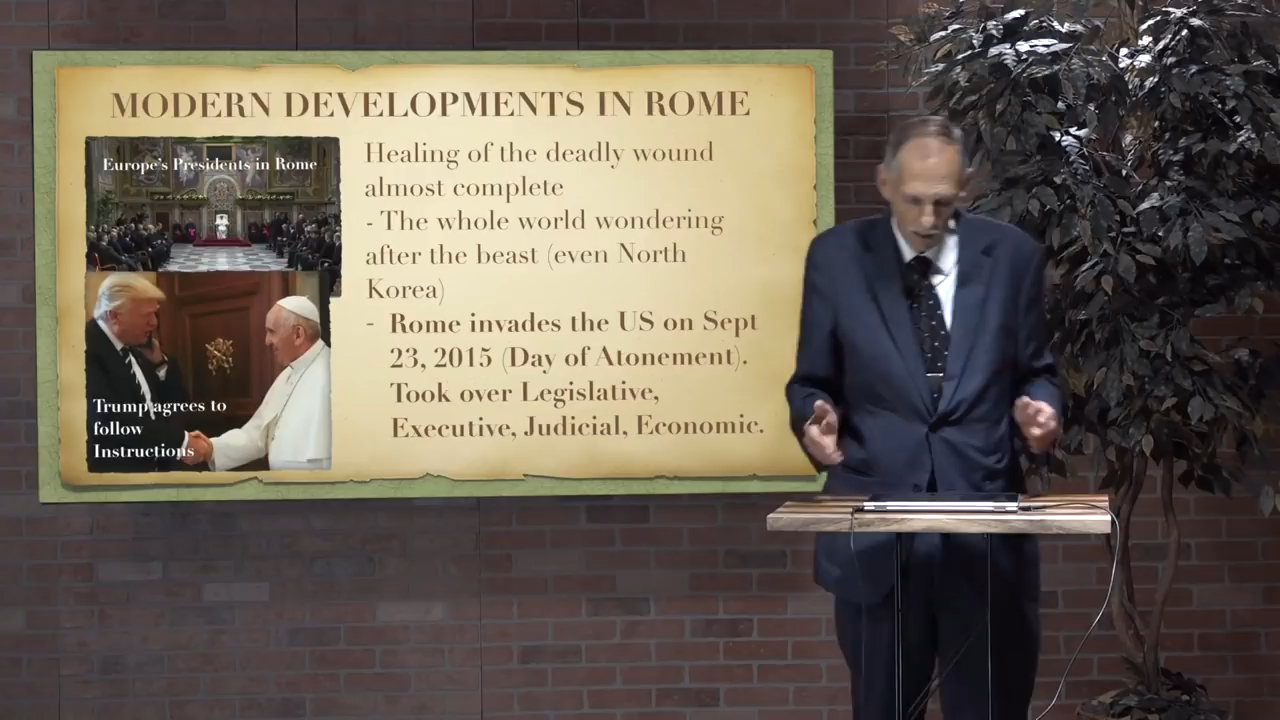 MODERN DEVELOPMENTS IN ROME
Europe's Presidents in Rome
Trump agrees to
follow
Instructions
Healing of the deadly wound
almost complete
- The whole world wondering
after the beast (even North
Korea)
- Rome invades the US on Sept
23, 2015 (Day of Atonement).
Took over Legislative,
Executive, Judicial, Economic.